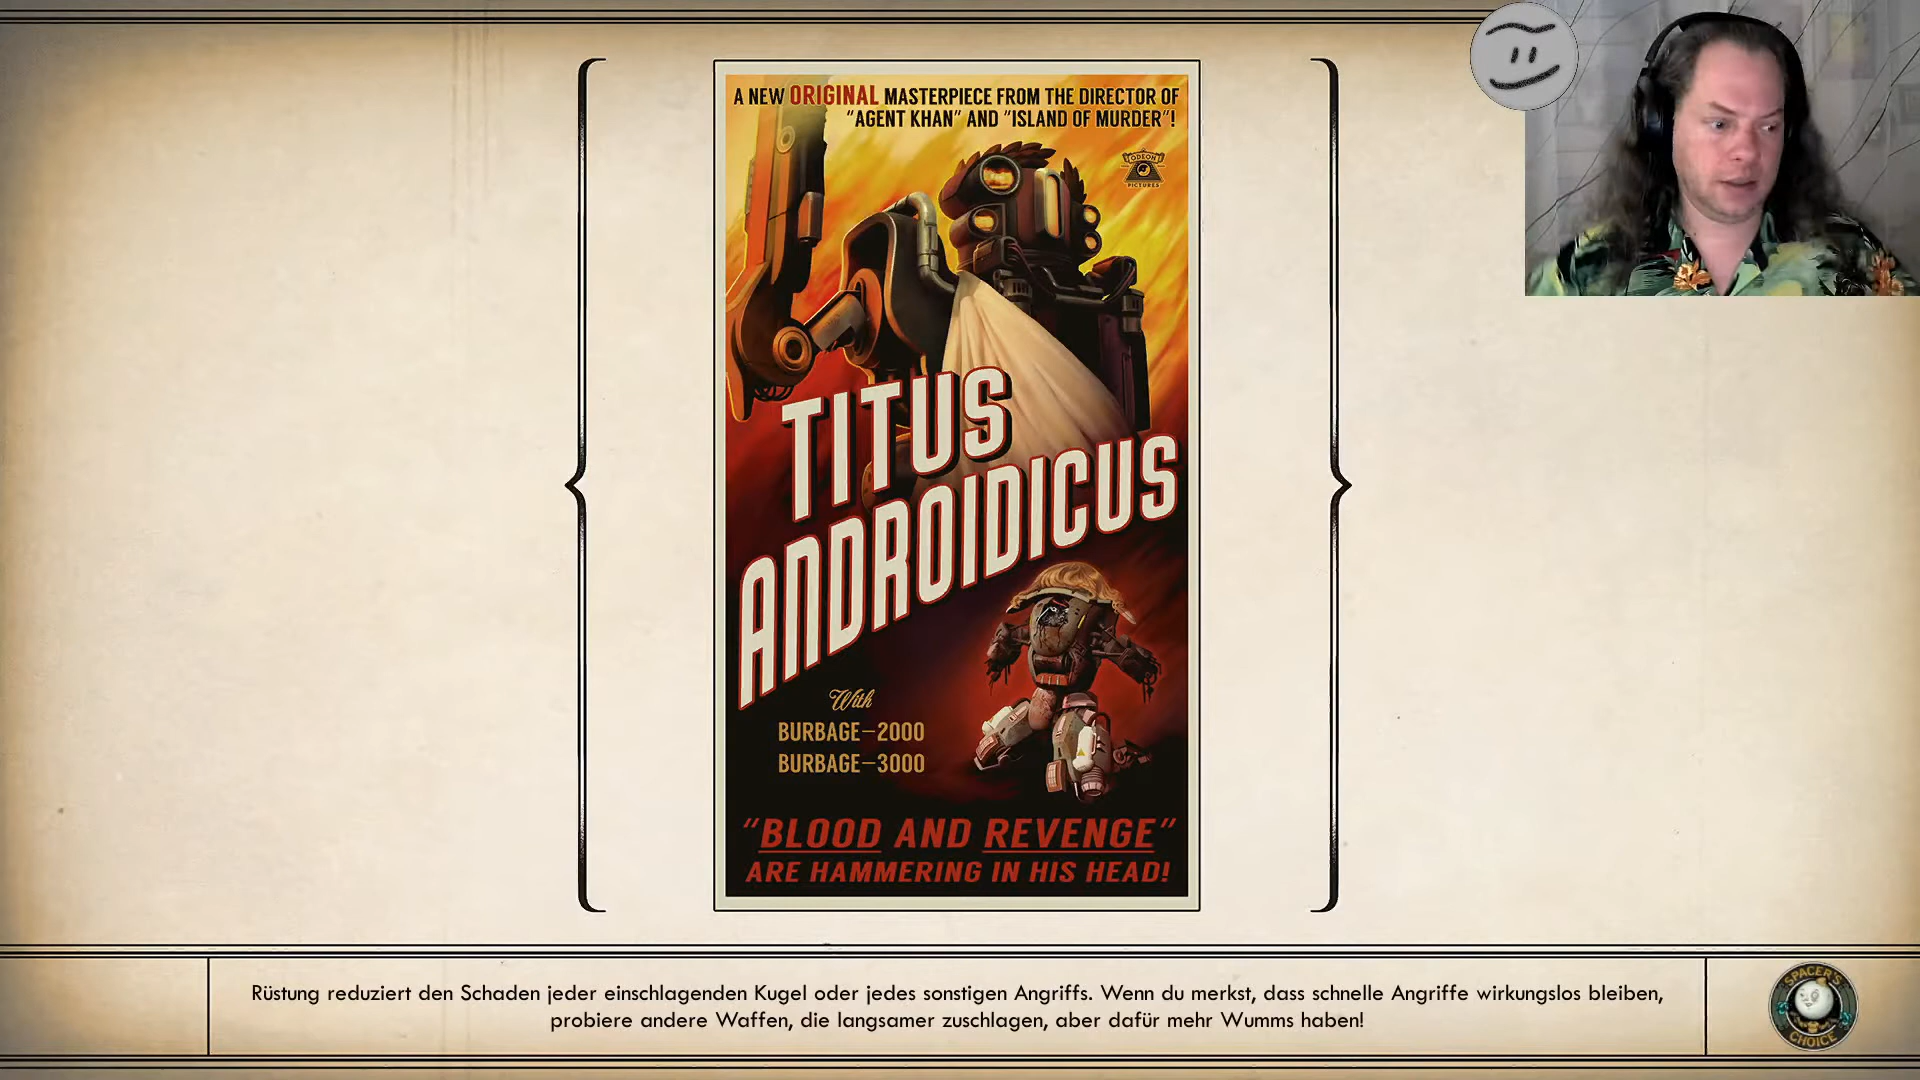 A NEW ORIGINAL MASTERPIECE FROM THE DIRECTOR OF
"AGENT KHAN" AND "ISLAND OF MURDER"!
ODEON
PICTURES
TITUS
ANDROIDICUS
With
BURBAGE-2000
BURBAGE-3000
"BLOOD AND REVENGE"
ARE HAMMERING IN HIS HEAD!
Rüstung reduziert den Schaden jeder einschlagenden Kugel oder jedes sonstigen Angriffs. Wenn du merkst, dass schnelle Angriffe wirkungslos bleiben,
probiere andere Waffen, die langsamer zuschlagen, aber dafür mehr Wumms haben!
SPACER'S
CHOICE